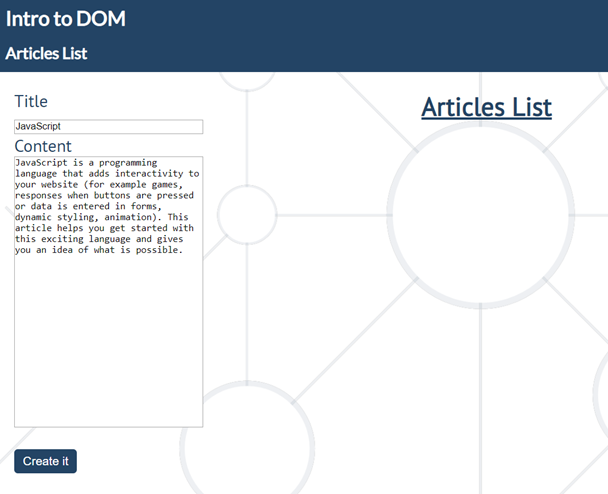 Intro to DOM
Articles List
Title
Articles List
JavaScript
Content
JavaScript is a programming
language that adds interactivity to
your website (for example games,
responses when buttons are pressed
or data is entered in forms,
dynamic styling, animation). This
article helps you get started with
this exciting language and gives
you an idea of what is possible.
Create it